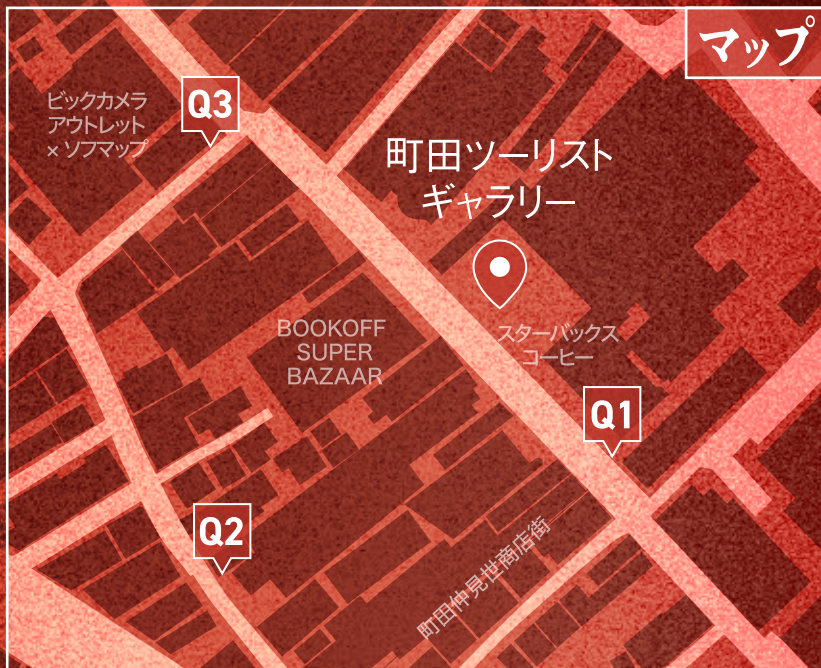 マップ
ビックカメラ
アウトレット
× ソフマップ
Q3
町田ツーリスト
ギャラリー
BOOKOFF
SUPER
BAZAAR
スターバックス
コーヒー
Q1
Q2
町田仲見世商店街